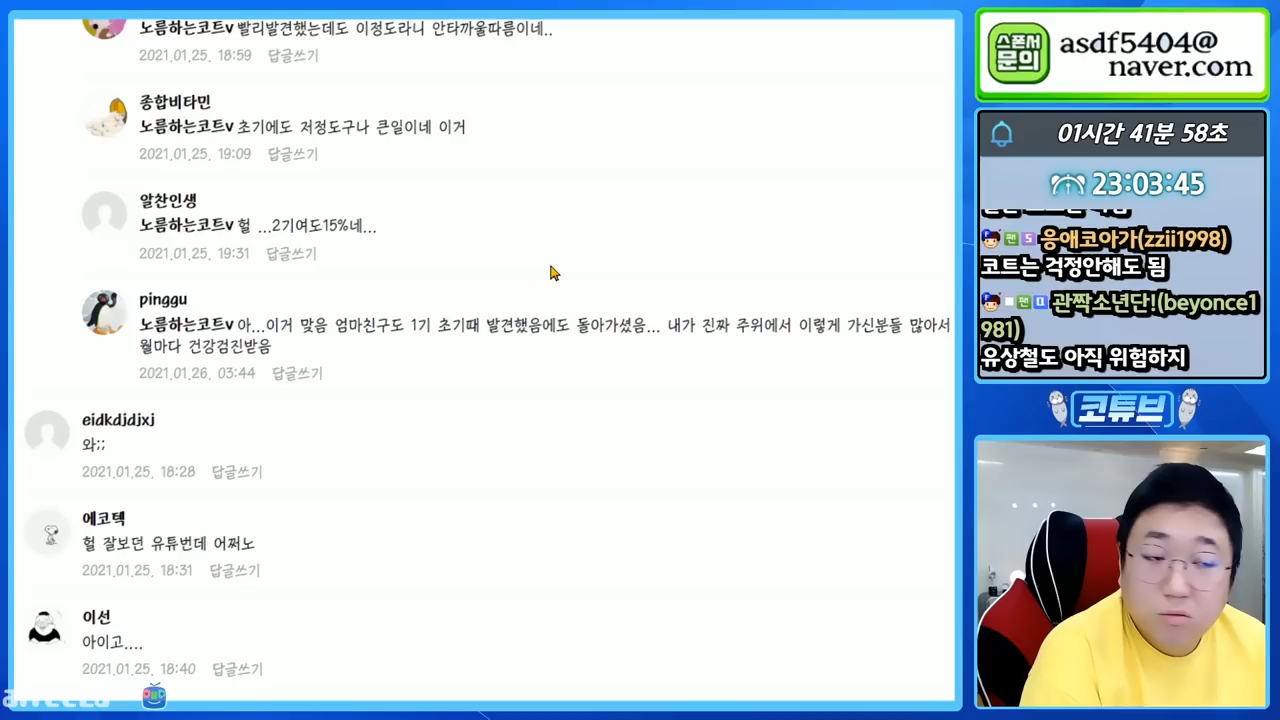 노름하는코트v 빨리발견했는데도 이정도라니 안타까울따름이네..
2021.01.25. 18:59 답글쓰기
종합비타민
노름하는코트v 초기에도 저정도구나 큰일이네 이거
2021.01.25. 19:09 답글쓰기
알찬인생
노름하는코트v 헐 ...2기여도15%네...
2021.01.25. 19:31 답글쓰기
pinggu
노름하는코트v 아...이거 맞음 엄마친구도 1기 초기때 발견했음에도 돌아가셨음... 내가 진짜 주위에서 이렇게 가신분들 많아서
월마다 건강검진받음
2021.01.26. 03:44 답글쓰기
eidkdjdjxj
와;;
2021.01.25. 18:28 답글쓰기
에코텍
헐 잘보던 유튜번데 어쩌노
2021.01.25. 18:31 답글쓰기
이선
아이고....
2021.01.25. 18:40 답글쓰기
스폰서
문의
asdf5404@
naver.com
01시간 41분 58초
23:03:45
팬 5 응애코아가(zzii1998)
코트는 걱정안해도 됨
팬 관짝소년단!(beyonce1
981)
유상철도 아직 위험하지
코튜브